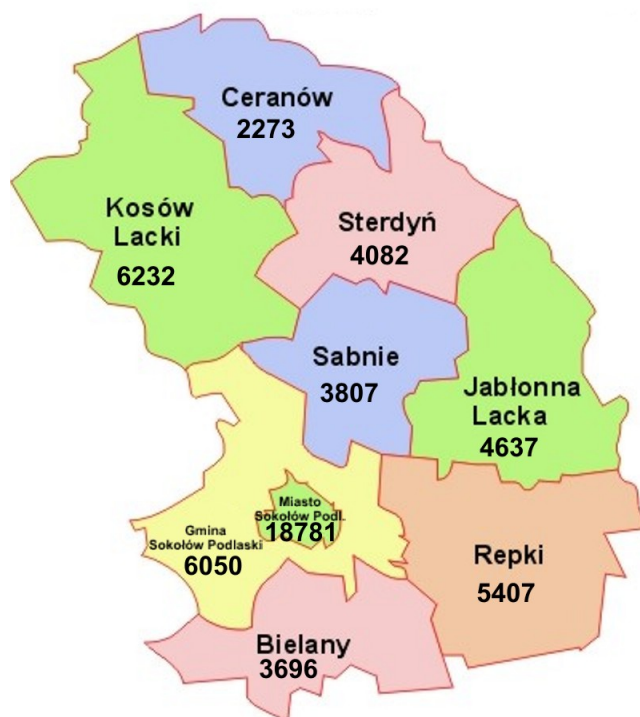 Ceranów
2273
Kosów
Lacki
6232
Sterdyń
4082
Sabnie
3807
Jabłonna
Lacka
4637
Miasto
Sokołów Podl.
18781
Gmina
Sokołów Podlaski
6050
Repki
5407
Bielany
3696